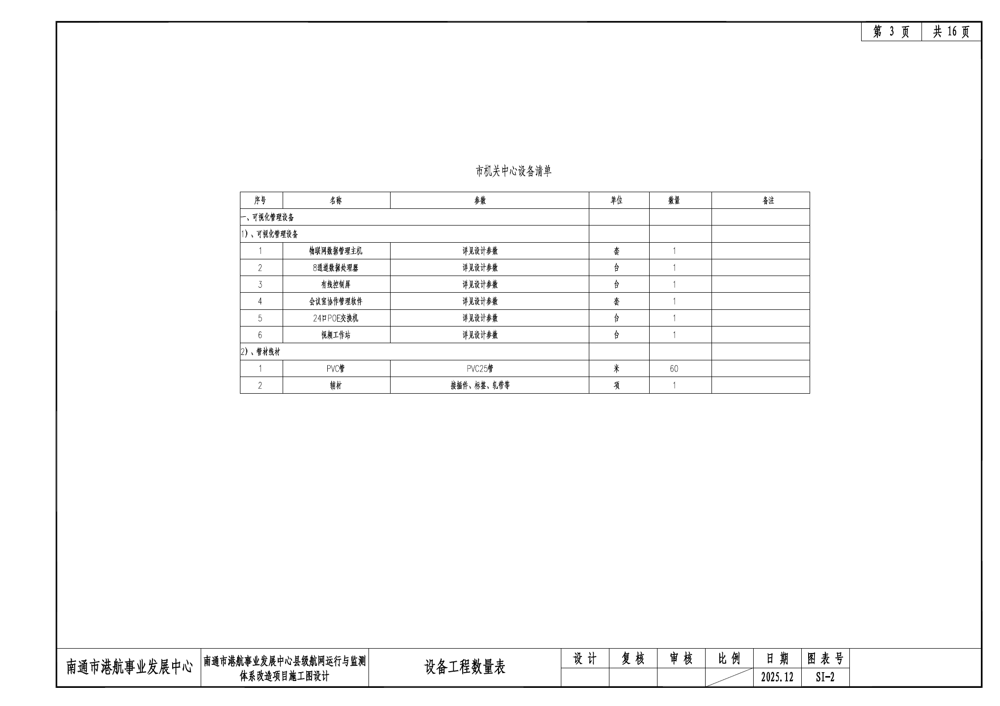 第 3 页 共 16 页
市机关中心设备清单
序号 名称 参数 单位 数量 备注
一、可视化管理设备
1）、可视化管理设备
1 物联网数据管理主机 详见设计参数 套 1
2 8通道数据处理器 详见设计参数 台 1
3 有线控制屏 详见设计参数 台 1
4 会议室协作管理软件 详见设计参数 套 1
5 24口POE交换机 详见设计参数 台 1
6 视频工作站 详见设计参数 台 1
2）、管材线材
1 PVC管 PVC25管 米 60
2 辅材 接插件、标签、轧带等 项 1
南通市港航事业发展中心
南通市港航事业发展中心县级航网运行与监测
体系改造项目施工图设计
设备工程数量表
设 计 复 核 审 核 比 例 日 期 图 表 号
2025.12 SI-2